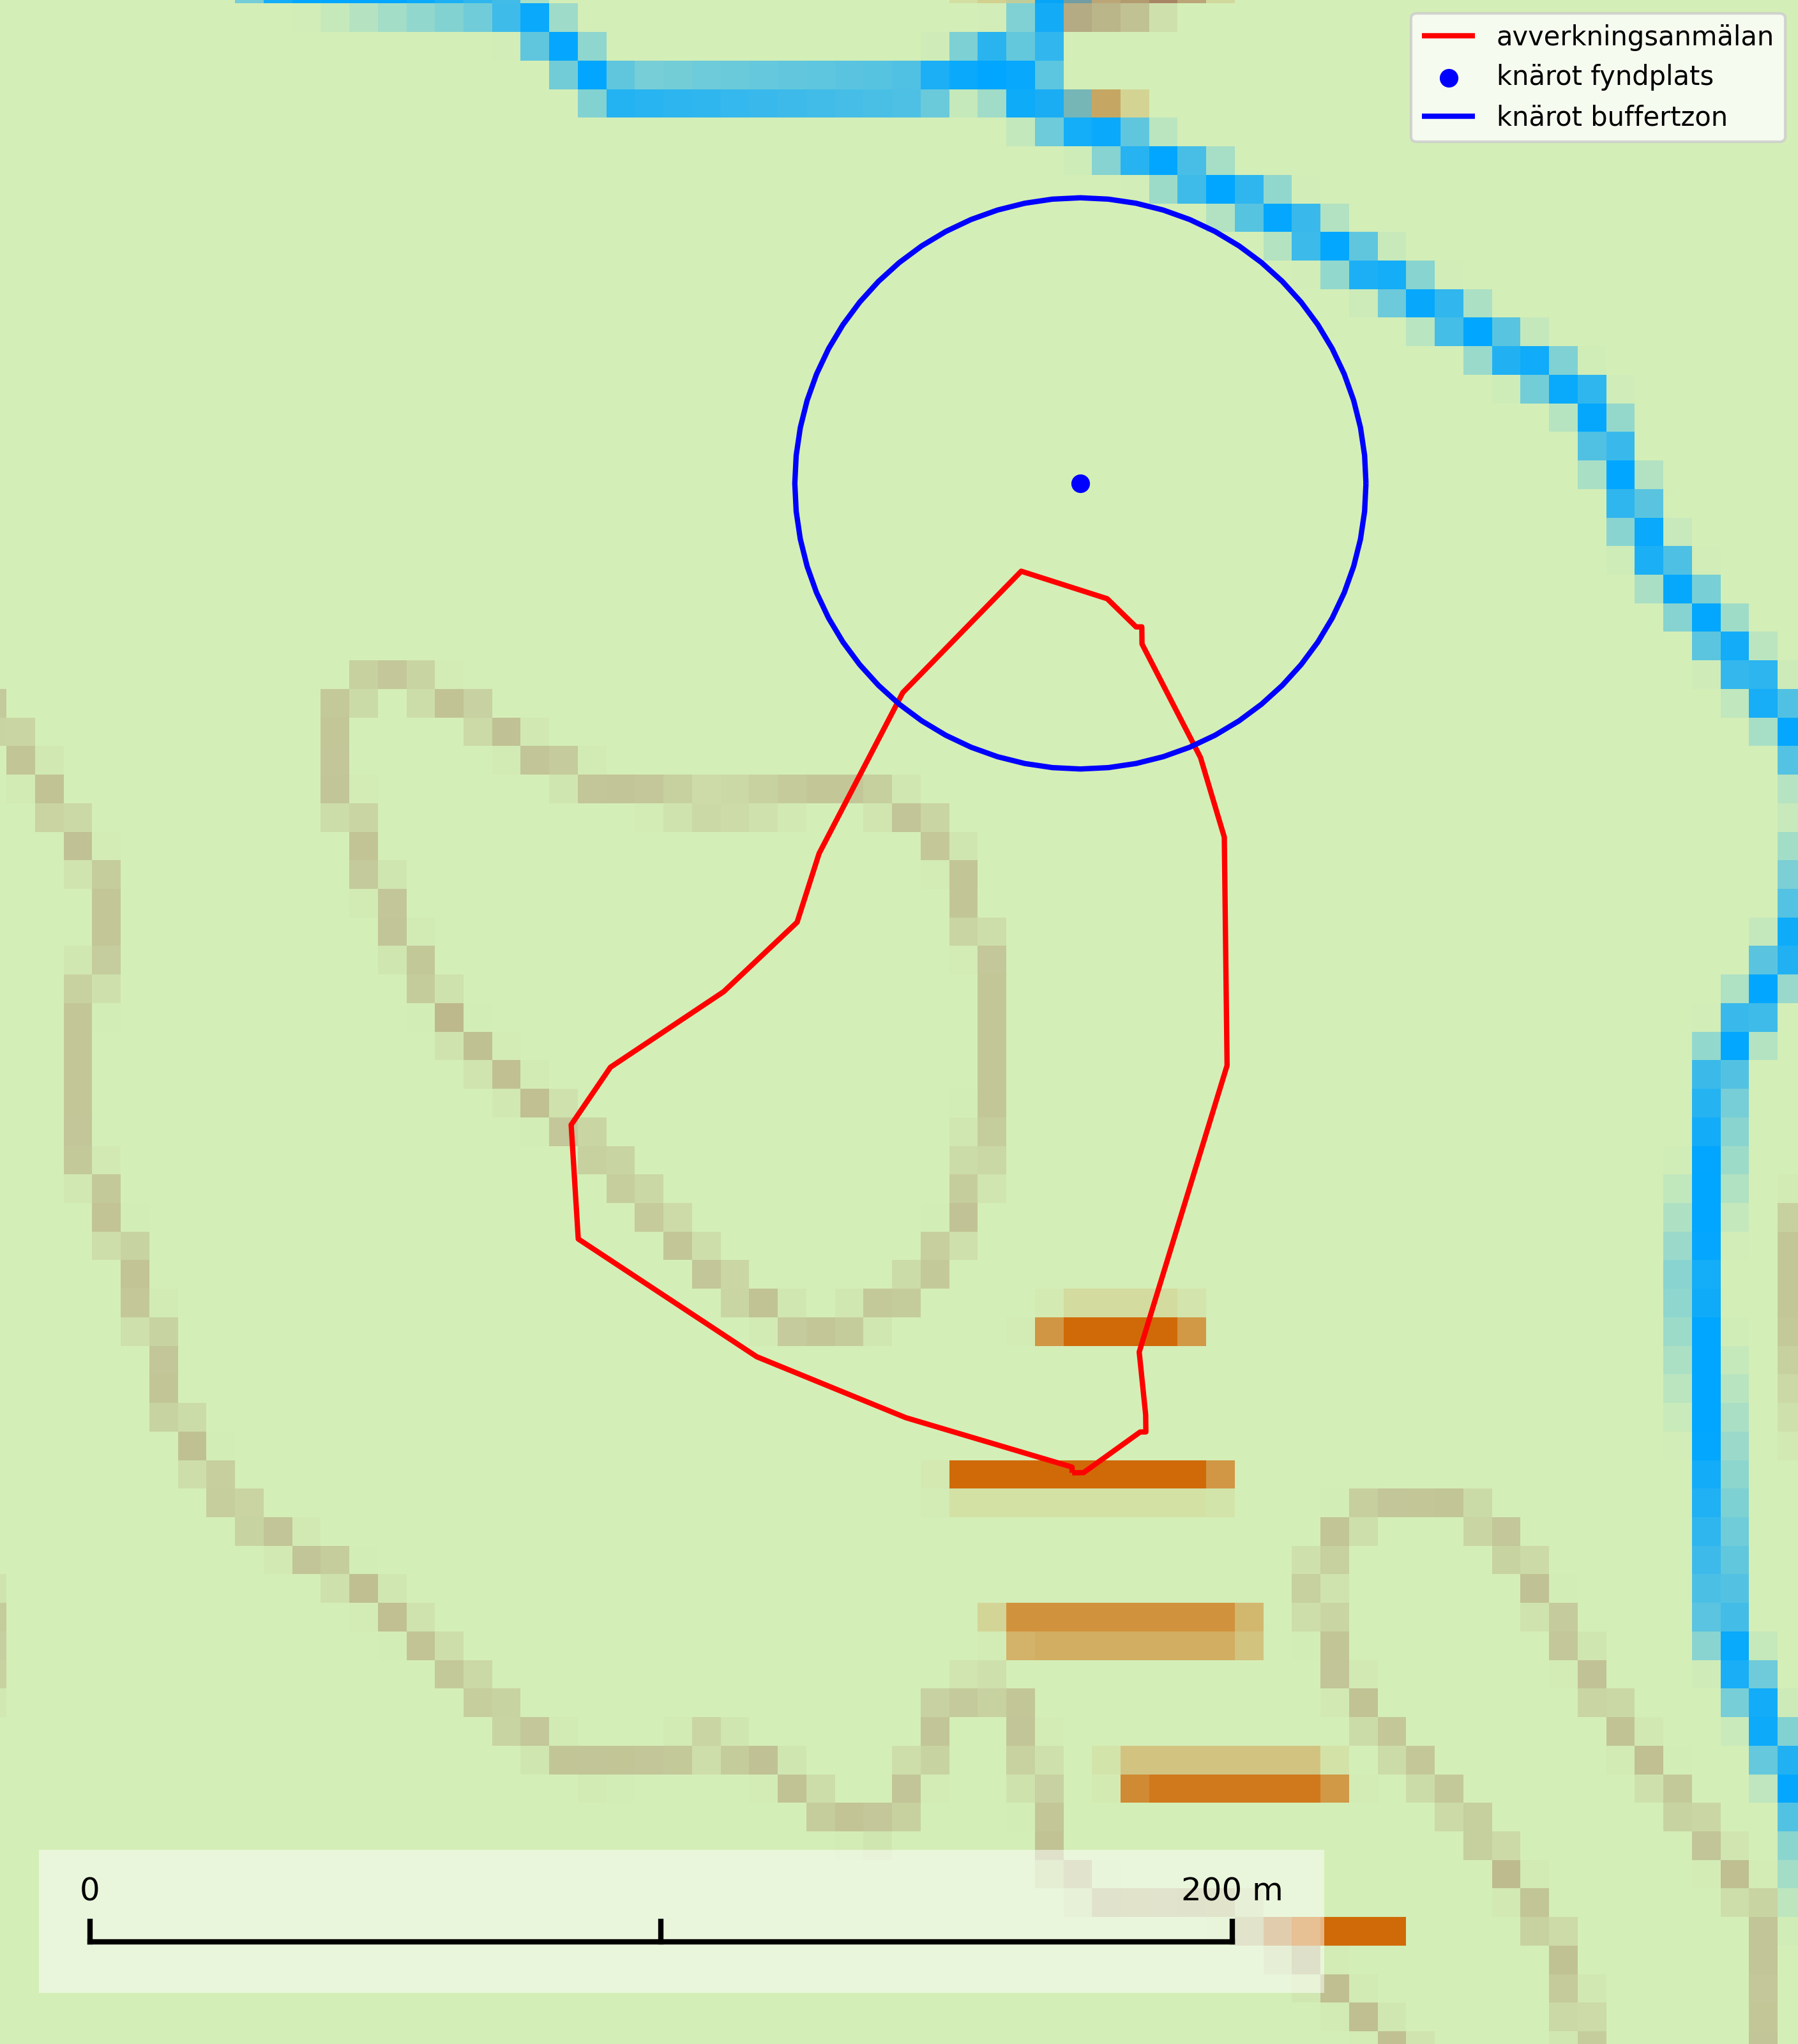 avverkningsanmälan
knärot fyndplats
knärot buffertzon
0
200 m